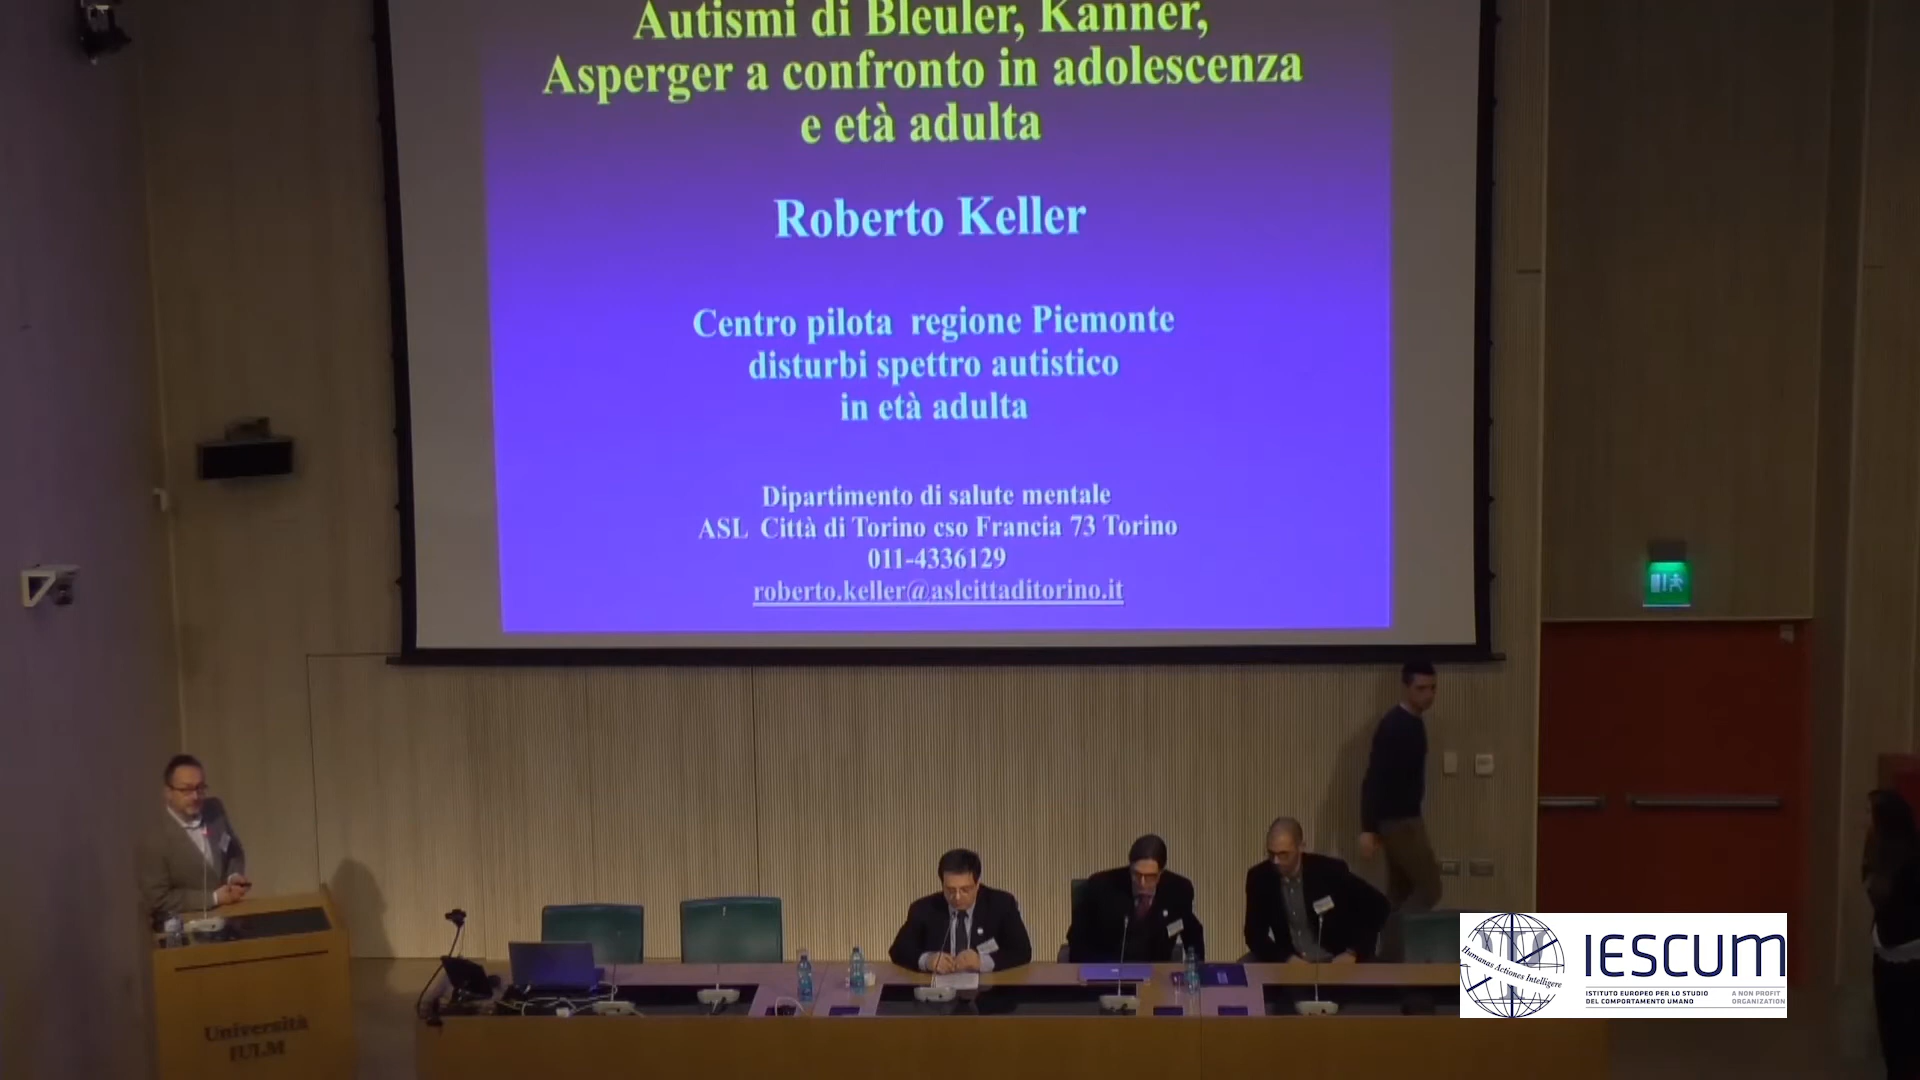 Autismi di Bleuler, Kanner,
Asperger a confronto in adolescenza
e età adulta
Roberto Keller
Centro pilota regione Piemonte
disturbi spettro autistico
in età adulta
Dipartimento di salute mentale
ASL Città di Torino cso Francia 73 Torino
011-4336129
roberto.keller@aslcittaditorino.it
Università
IULM
Humanas Actiones Intelligere
IESCUM
ISTITUTO EUROPEO PER LO STUDIO
DEL COMPORTAMENTO UMANO
A NON PROFIT
ORGANIZATION